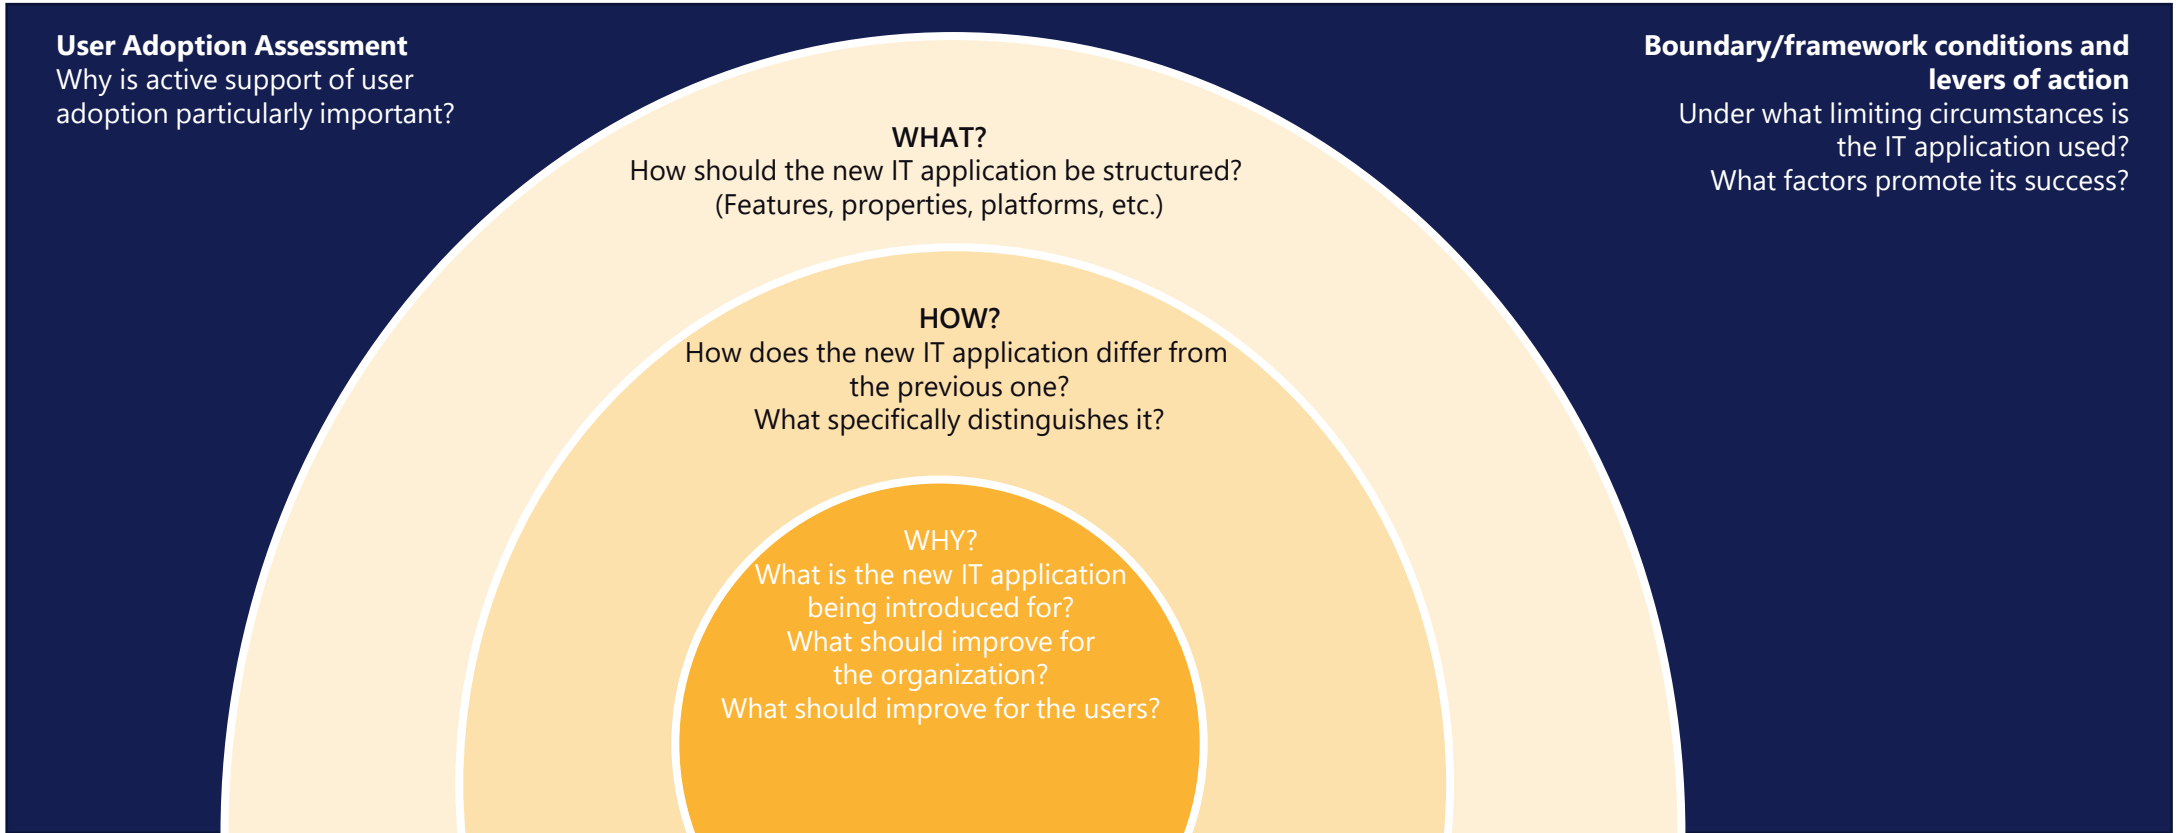 User Adoption Assessment
Why is active support of user
adoption particularly important?
Boundary/framework conditions and
levers of action
Under what limiting circumstances is
the IT application used?
What factors promote its success?
WHAT?
How should the new IT application be structured?
(Features, properties, platforms, etc.)
HOW?
How does the new IT application differ from
the previous one?
What specifically distinguishes it?
WHY?
What is the new IT application
being introduced for?
What should improve for
the organization?
What should improve for the users?